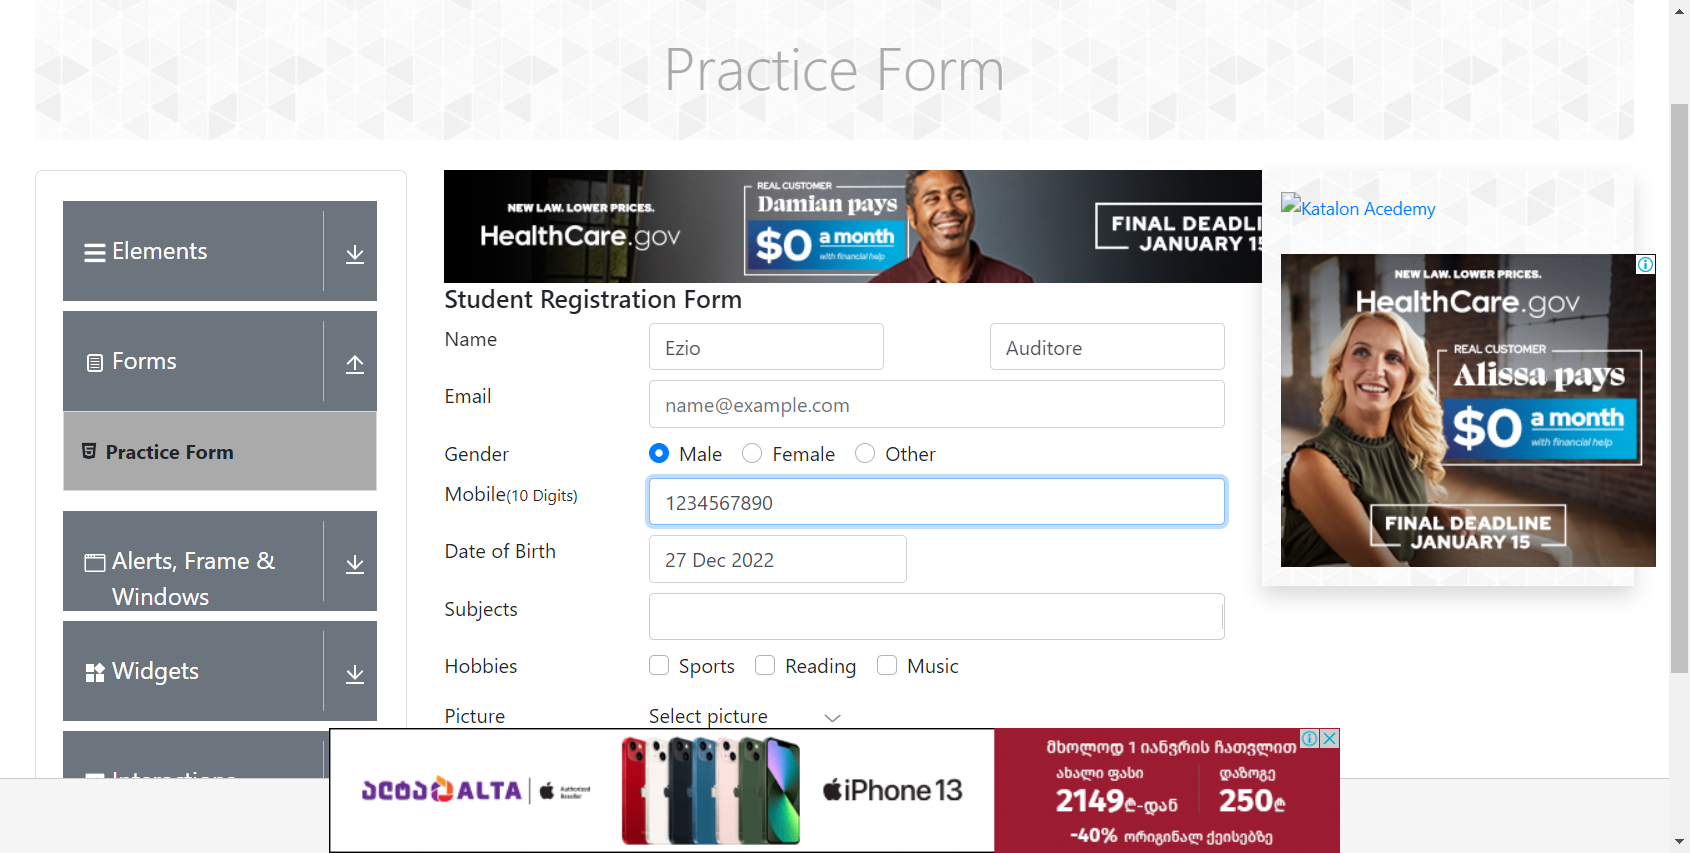 Practice Form
Elements
Forms
Practice Form
Alerts, Frame &
Windows
Widgets
Interactions
NEW LAW. LOWER PRICES.
HealthCare.gov
REAL CUSTOMER
Damian pays
$0 a month
with financial help
FINAL DEADLI
JANUARY 15
Student Registration Form
Name
Ezio
Auditore
Email
name@example.com
Gender
Male
Female
Other
Mobile(10 Digits)
1234567890
Date of Birth
27 Dec 2022
Subjects
Hobbies
Sports
Reading
Music
Picture
Select picture
Katalon Acedemy
NEW LAW. LOWER PRICES.
HealthCare.gov
REAL CUSTOMER
Alissa pays
$0 a month
with financial help
FINAL DEADLINE
JANUARY 15
ალტა ALTA
Authorized
Reseller
iPhone 13
მხოლოდ 1 იანვრის ჩათვლით
ახალი ფასი
2149₾-დან
დაზოგე
250₾
-40% ორიგინალ ქეისებზე